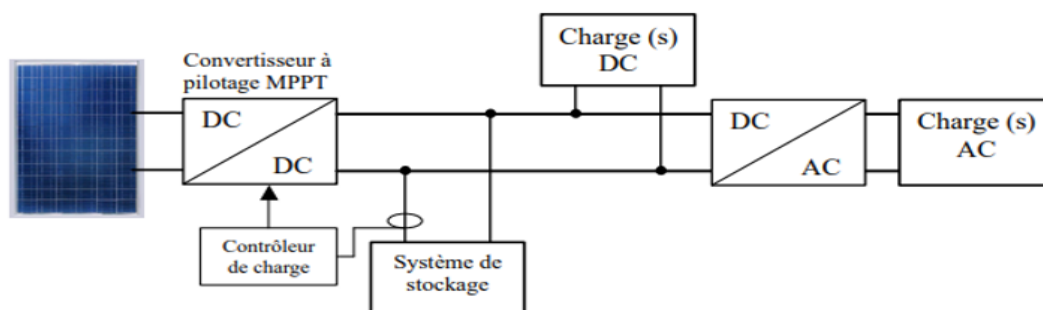 Convertisseur à
pilotage MPPT
DC
DC
Charge (s)
DC
DC
AC
Charge (s)
AC
Contrôleur
de charge
Système de
stockage